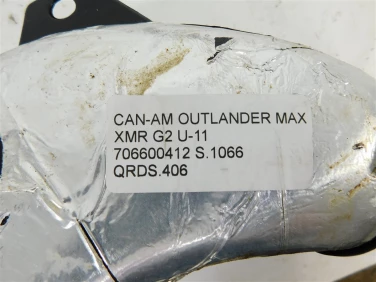 CAN-AM OUTLANDER MAX
XMR G2 U-11
706600412 S.1066
QRDS.406